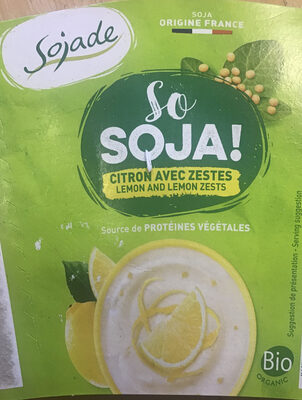 Sojade
SOJA
ORIGINE FRANCE
So
SOJA!
CITRON AVEC ZESTES
LEMON AND LEMON ZESTS
Source de PROTÉINES VÉGÉTALES
Suggestion de présentation - Serving suggestion
Bio
ORGANIC